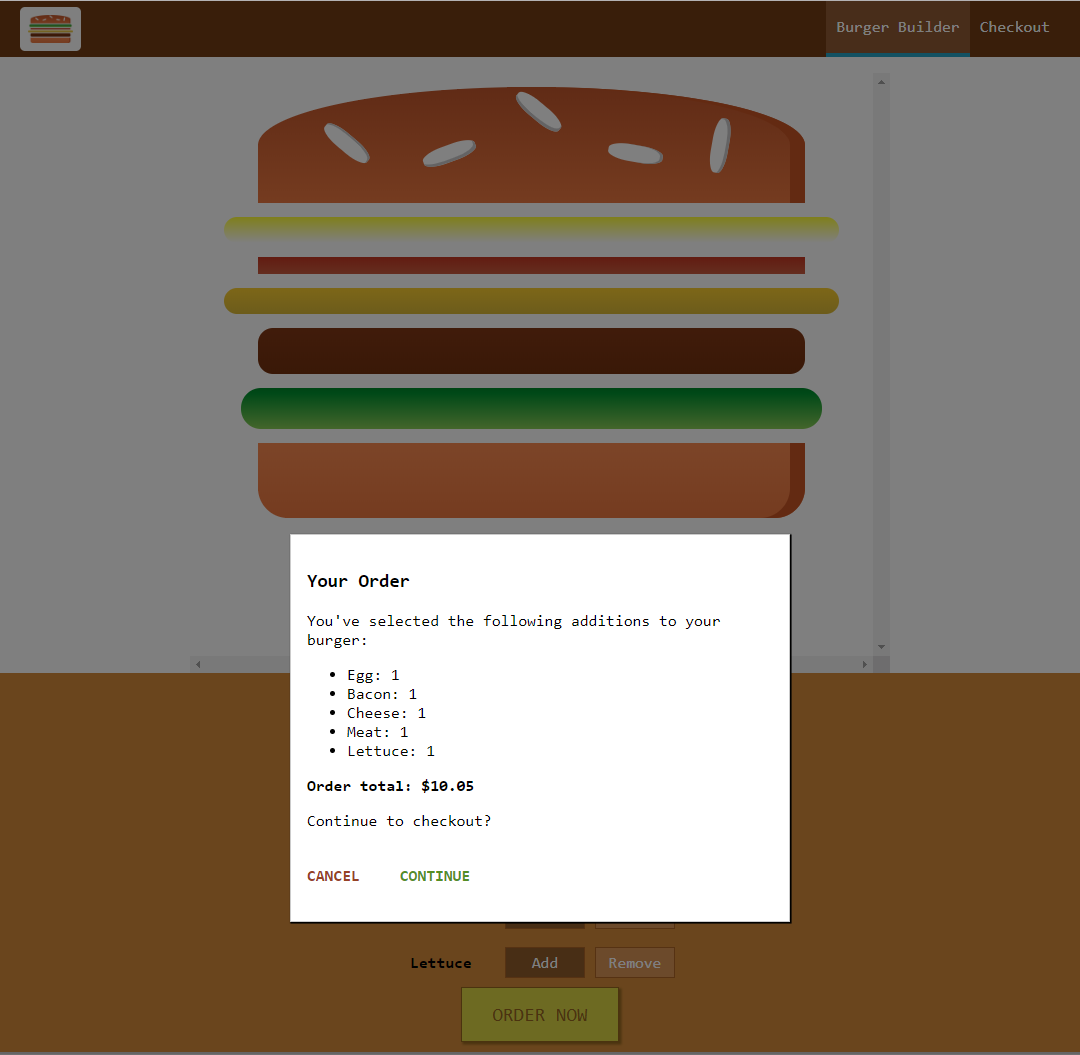 Burger Builder Checkout
Your Order
You've selected the following additions to your
burger:
Egg: 1
Bacon: 1
Cheese: 1
Meat: 1
Lettuce: 1
Order total: $10.05
Continue to checkout?
CANCEL CONTINUE
Lettuce Add Remove
ORDER NOW